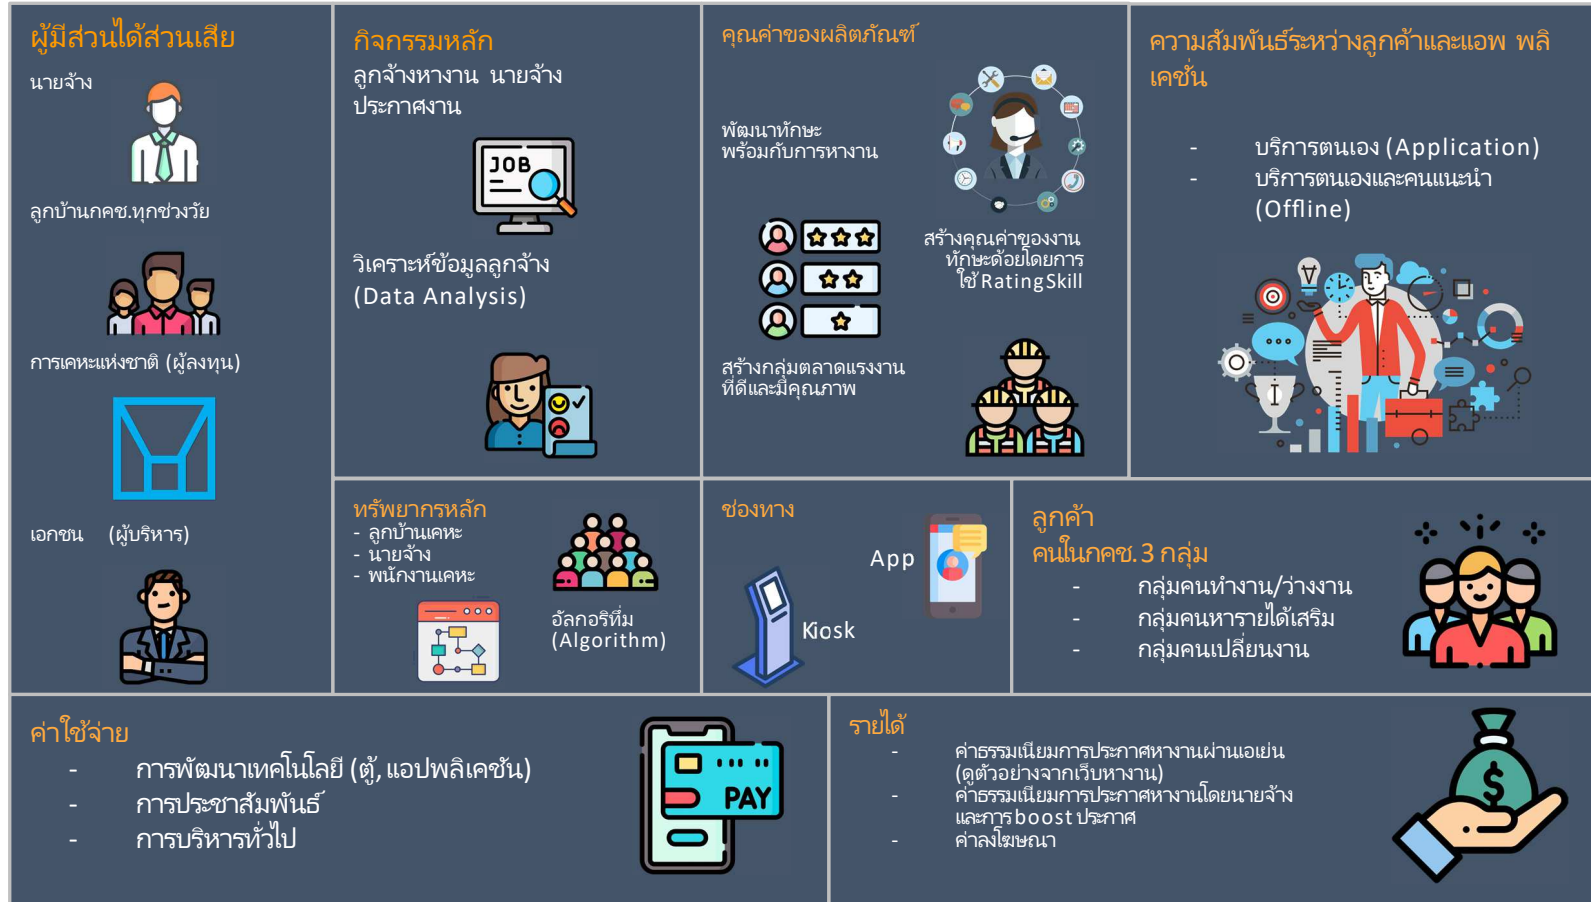 ผู้มีส่วนได้ส่วนเสีย
นายจ้าง
ลูกบ้านกคช.ทุกช่วงวัย
การเคหะแห่งชาติ (ผู้ลงทุน)
เอกชน (ผู้บริหาร)
กิจกรรมหลัก
ลูกจ้างหางาน นายจ้าง
ประกาศงาน
JOB
วิเคราะห์ข้อมูลลูกจ้าง
(Data Analysis)
คุณค่าของผลิตภัณฑ์
พัฒนาทักษะ
พร้อมกับการหางาน
สร้างคุณค่าของงาน
ทักษะด้อยโดยการ
ใช้ RatingSkill
สร้างกลุ่มตลาดแรงงาน
ที่ดีและมีคุณภาพ
ความสัมพันธ์ระหว่างลูกค้าและแอพ พลิ
เคชั่น
- บริการตนเอง (Application)
- บริการตนเองและคนแนะนำ
(Offline)
ทรัพยากรหลัก
- ลูกบ้านเคหะ
- นายจ้าง
- พนักงานเคหะ
อัลกอริทึ่ม
(Algorithm)
ช่องทาง
App
Kiosk
ลูกค้า
คนในกคช. 3 กลุ่ม
- กลุ่มคนทำงาน/ว่างงาน
- กลุ่มคนหารายได้เสริม
- กลุ่มคนเปลี่ยนงาน
ค่าใช้จ่าย
- การพัฒนาเทคโนโลยี (ตู้, แอปพลิเคชัน)
- การประชาสัมพันธ์
- การบริหารทั่วไป
PAY
รายได้
- ค่าธรรมเนียมการประกาศหางานผ่านเอเย่น
(ดูตัวอย่างจากเว็บหางาน)
- ค่าธรรมเนียมการประกาศหางานโดยนายจ้าง
และการ boost ประกาศ
- ค่าลงโฆษณา
$